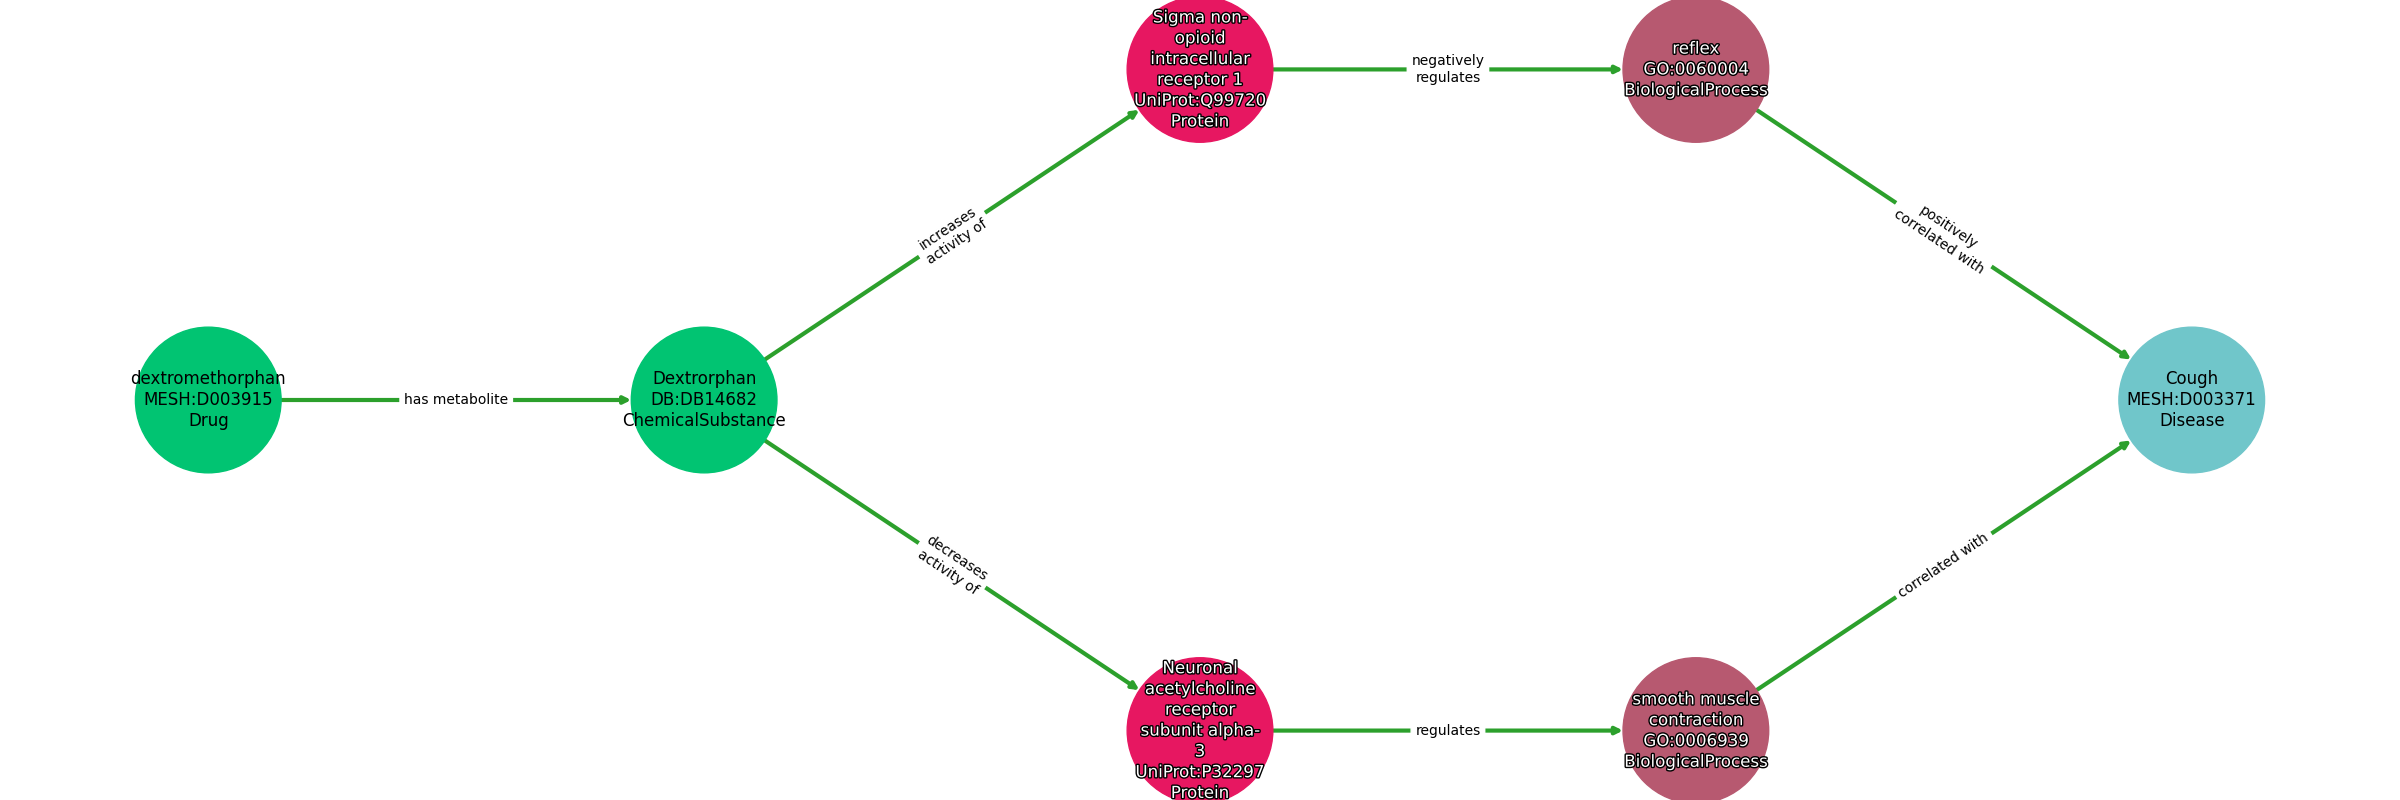 Sigma non-
opioid
intracellular
receptor 1
UniProt:Q99720
Protein
negatively
regulates
reflex
GO:0060004
BiologicalProcess
increases
activity of
positively
correlated with
dextromethorphan
MESH:D003915
Drug
has metabolite
Dextrorphan
DB:DB14682
ChemicalSubstance
Cough
MESH:D003371
Disease
decreases
activity of
correlated with
Neuronal
acetylcholine
receptor
subunit alpha-
3
UniProt:P32297
Protein
regulates
smooth muscle
contraction
GO:0006939
BiologicalProcess